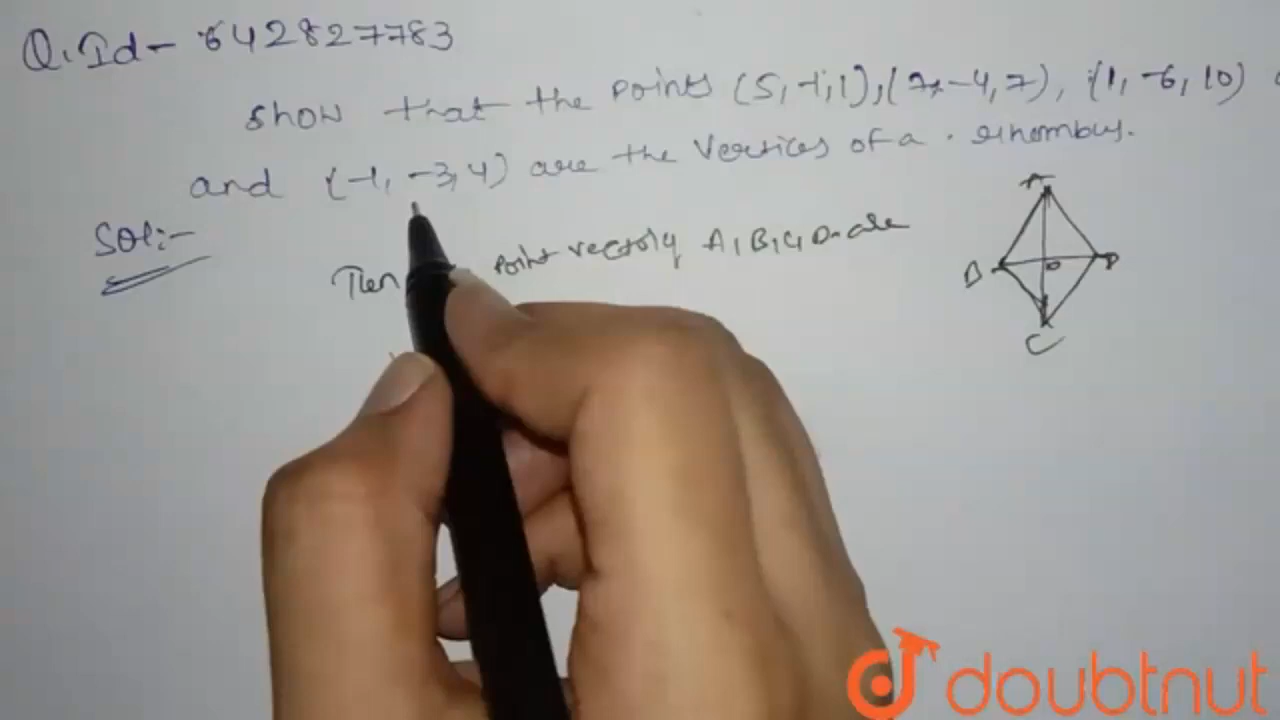 Q.Id- 642827783
show that the points (5,-1,1),(7,-4,7), (1,-6,10)
and (-1,-3,4) are the vertices of a rhombus.
A
Sol:-
Then point vectors A,B,C,D are
B O D
C
doubtnut